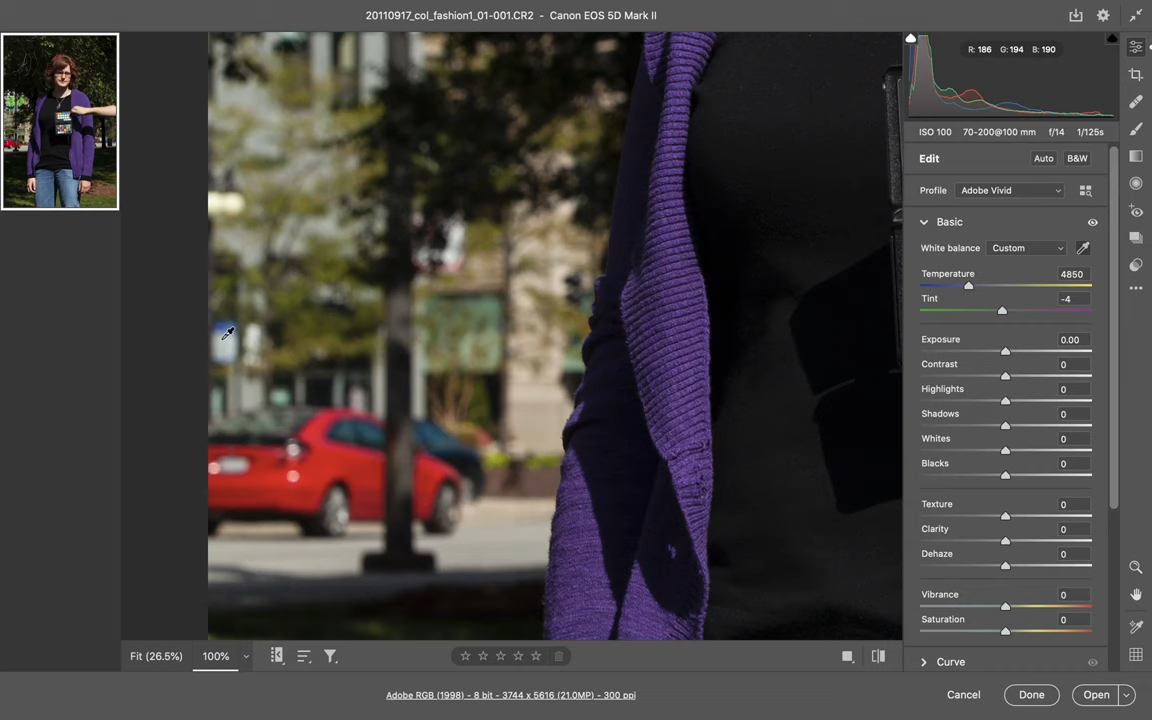 20110917_col_fashion1_01-001.CR2 - Canon EOS 5D Mark II
R: 186 G: 194 B: 190
ISO 100 70-200@100 mm f/14 1/125s
Edit Auto B&W
Profile Adobe Vivid
Basic
White balance: Custom
Temperature 4850
Tint -4
Exposure 0.00
Contrast 0
Highlights 0
Shadows 0
Whites 0
Blacks 0
Texture 0
Clarity 0
Dehaze 0
Vibrance 0
Saturation 0
Curve
Fit (26.5%) 100%
Adobe RGB (1998) - 8 bit - 3744 x 5616 (21.0MP) - 300 ppi
Cancel Done Open